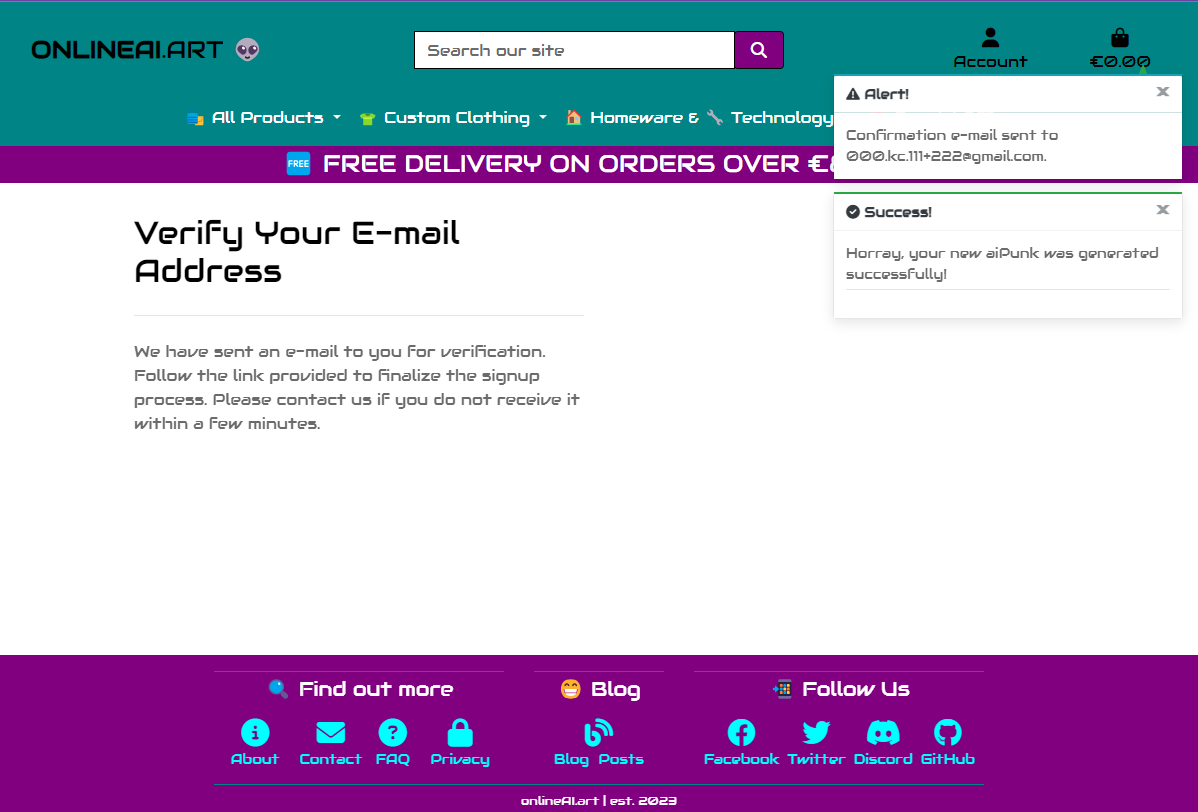 ONLINEAI.ART
Search our site
Account
€0.00
All Products
Custom Clothing
Homeware &
Technology
FREE
FREE DELIVERY ON ORDERS OVER
Alert!
Confirmation e-mail sent to
000.kc.111+222@gmail.com.
Success!
Horray, your new aiPunk was generated
successfully!
Verify Your E-mail
Address
We have sent an e-mail to you for verification.
Follow the link provided to finalize the signup
process. Please contact us if you do not receive it
within a few minutes.
Find out more
About
Contact
FAQ
Privacy
Blog
Blog Posts
Follow Us
Facebook
Twitter
Discord
GitHub
onlineAI.art | est. 2023